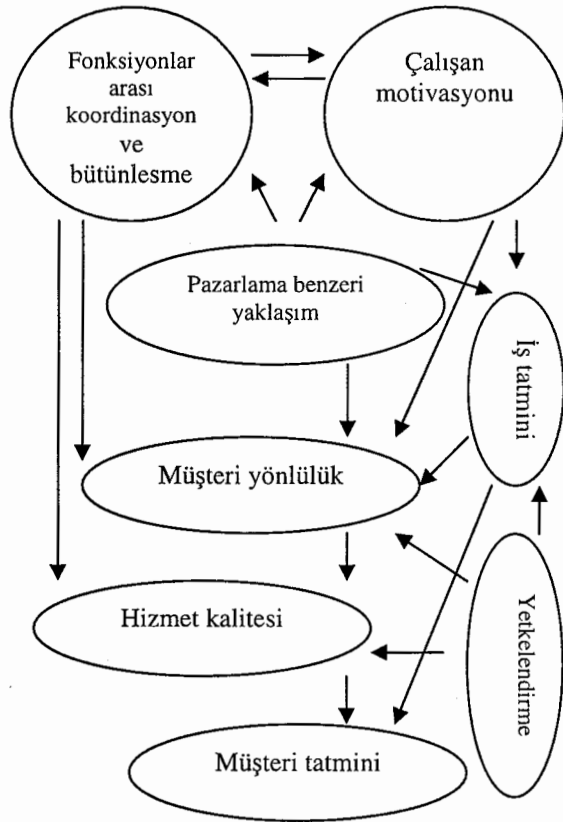 Fonksiyonlar
arası
koordinasyon
ve
bütünlesme
Çalışan
motivasyonu
Pazarlama benzeri
yaklaşım
İş tatmini
Müşteri yönlülük
Hizmet kalitesi
Yetkelendirme
Müşteri tatmini